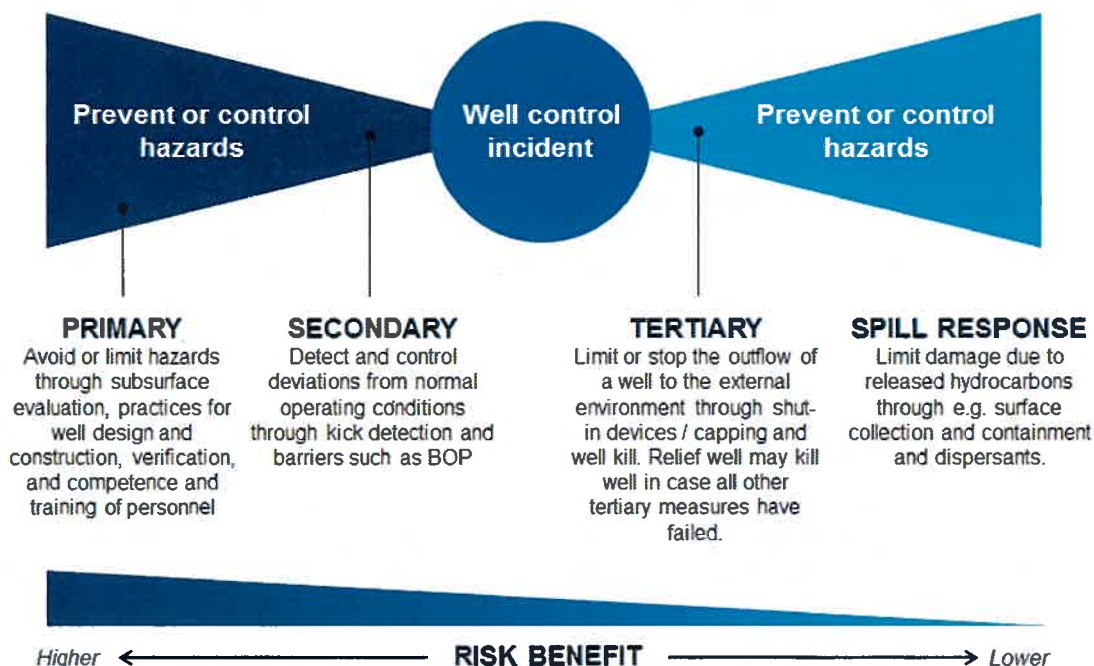 Prevent or control
hazards
Well control
incident
Prevent or control
hazards
PRIMARY
Avoid or limit hazards
through subsurface
evaluation, practices for
well design and
construction, verification,
and competence and
training of personnel
SECONDARY
Detect and control
deviations from normal
operating conditions
through kick detection and
barriers such as BOP
TERTIARY
Limit or stop the outflow of
a well to the external
environment through shut-
in devices / capping and
well kill. Relief well may kill
well in case all other
tertiary measures have
failed.
SPILL RESPONSE
Limit damage due to
released hydrocarbons
through e.g. surface
collection and containment
and dispersants.
Higher
RISK BENEFIT
Lower